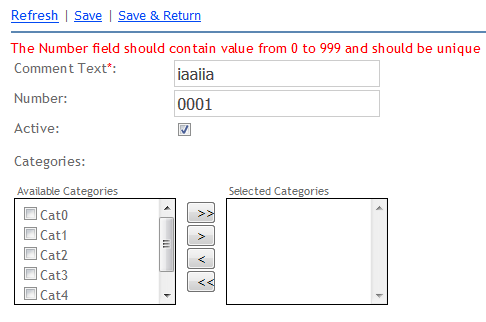 Refresh | Save | Save & Return
The Number field should contain value from 0 to 999 and should be unique
Comment Text*: iaaiia
Number: 0001
Active:
Categories:
Available Categories Selected Categories
Cat0 >>
Cat1 >
Cat2 <
Cat3 <<
Cat4